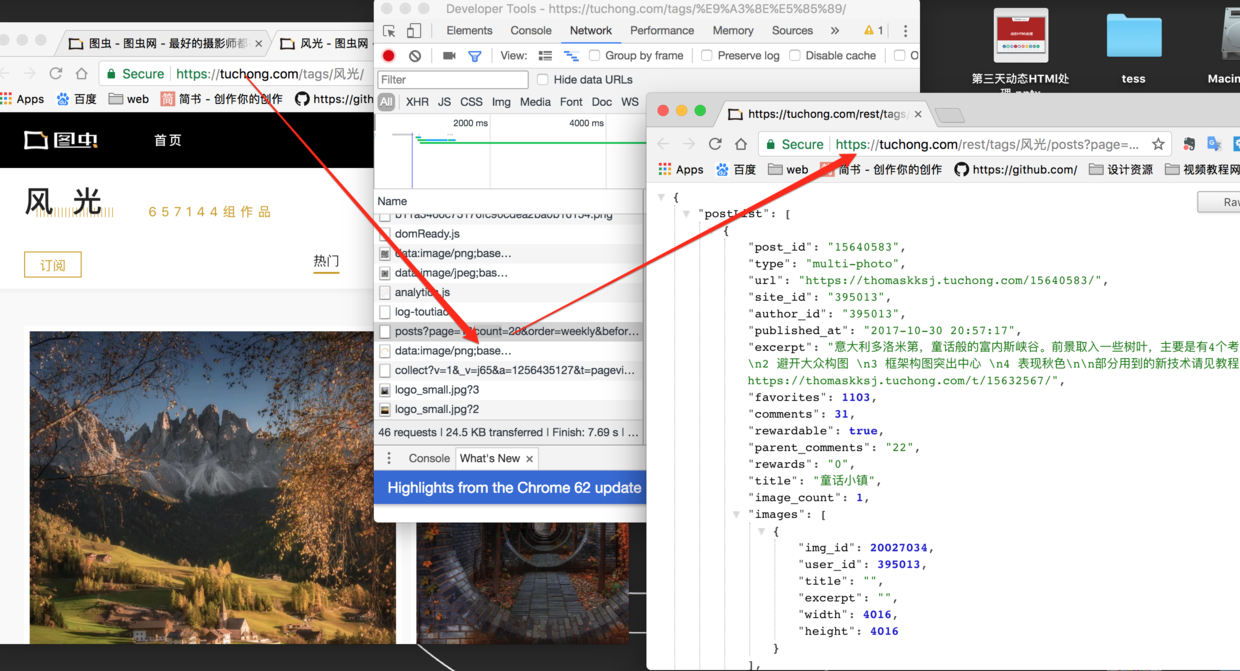 Developer Tools - https://tuchong.com/tags/%E9%A3%8E%E5%85%89/
Elements Console Network Performance Memory Sources » 1
View: Group by frame Preserve log Disable cache O
Filter Hide data URLs
All XHR JS CSS Img Media Font Doc WS
2000 ms 4000 ms
Name
domReady.js
data:image/png;base...
data:image/jpeg;bas...
analytics.js
log-toutiao
posts?page=1&count=20&order=weekly&befor...
data:image/png;base...
collect?v=1&_v=j65&a=1256435127&t=pagevi...
logo_small.jpg?3
logo_small.jpg?2
46 requests | 24.5 KB transferred | Finish: 7.69 s | ...
Console What's New ×
Highlights from the Chrome 62 update
图虫 - 图虫网 - 最好的摄影师都 × 风光 - 图虫网
Secure https://tuchong.com/tags/风光/
Apps 百度 web 简 简书 - 创作你的创作 https://gith
图虫 首页
风 光 657144组作品
订阅 热门
第三天动态HTMl处
理.pptx
tess
Macin
https://tuchong.com/rest/tags, ×
Secure https://tuchong.com/rest/tags/风光/posts?page=...
Apps 百度 web 简书 - 创作你的创作 https://github.com/ 设计资源 视频教程网
Raw
{
"postList": [
{
"post_id": "15640583",
"type": "multi-photo",
"url": "https://thomaskksj.tuchong.com/15640583/",
"site_id": "395013",
"author_id": "395013",
"published_at": "2017-10-30 20:57:17",
"excerpt": "意大利多洛米第，童话般的富内斯峡谷。前景取入一些树叶，主要是有4个考
\n2 避开大众构图 \n3 框架构图突出中心 \n4 表现秋色\n\n部分用到的新技术请见教程
https://thomaskksj.tuchong.com/t/15632567/",
"favorites": 1103,
"comments": 31,
"rewardable": true,
"parent_comments": "22",
"rewards": "0",
"title": "童话小镇",
"image_count": 1,
"images": [
{
"img_id": 20027034,
"user_id": 395013,
"title": "",
"excerpt": "",
"width": 4016,
"height": 4016
}
],